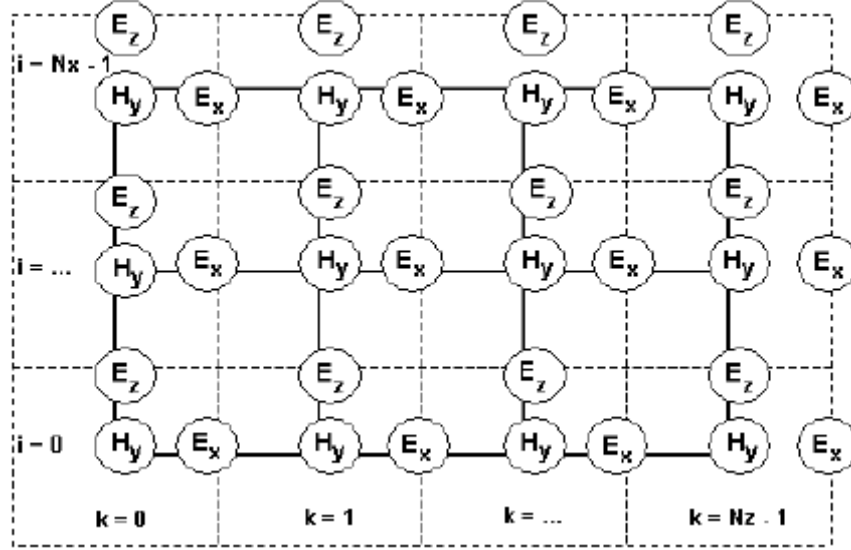 E_z E_z E_z E_z
i - Nx - 1
H_y E_x H_y E_x H_y E_x H_y E_x
E_z E_z E_z E_z
i = ... H_y E_x H_y E_x H_y E_x H_y E_x
E_z E_z E_z E_z
i - 0 H_y E_x H_y E_x H_y E_x H_y E_x
k = 0 k = 1 k = ... k = Nz - 1